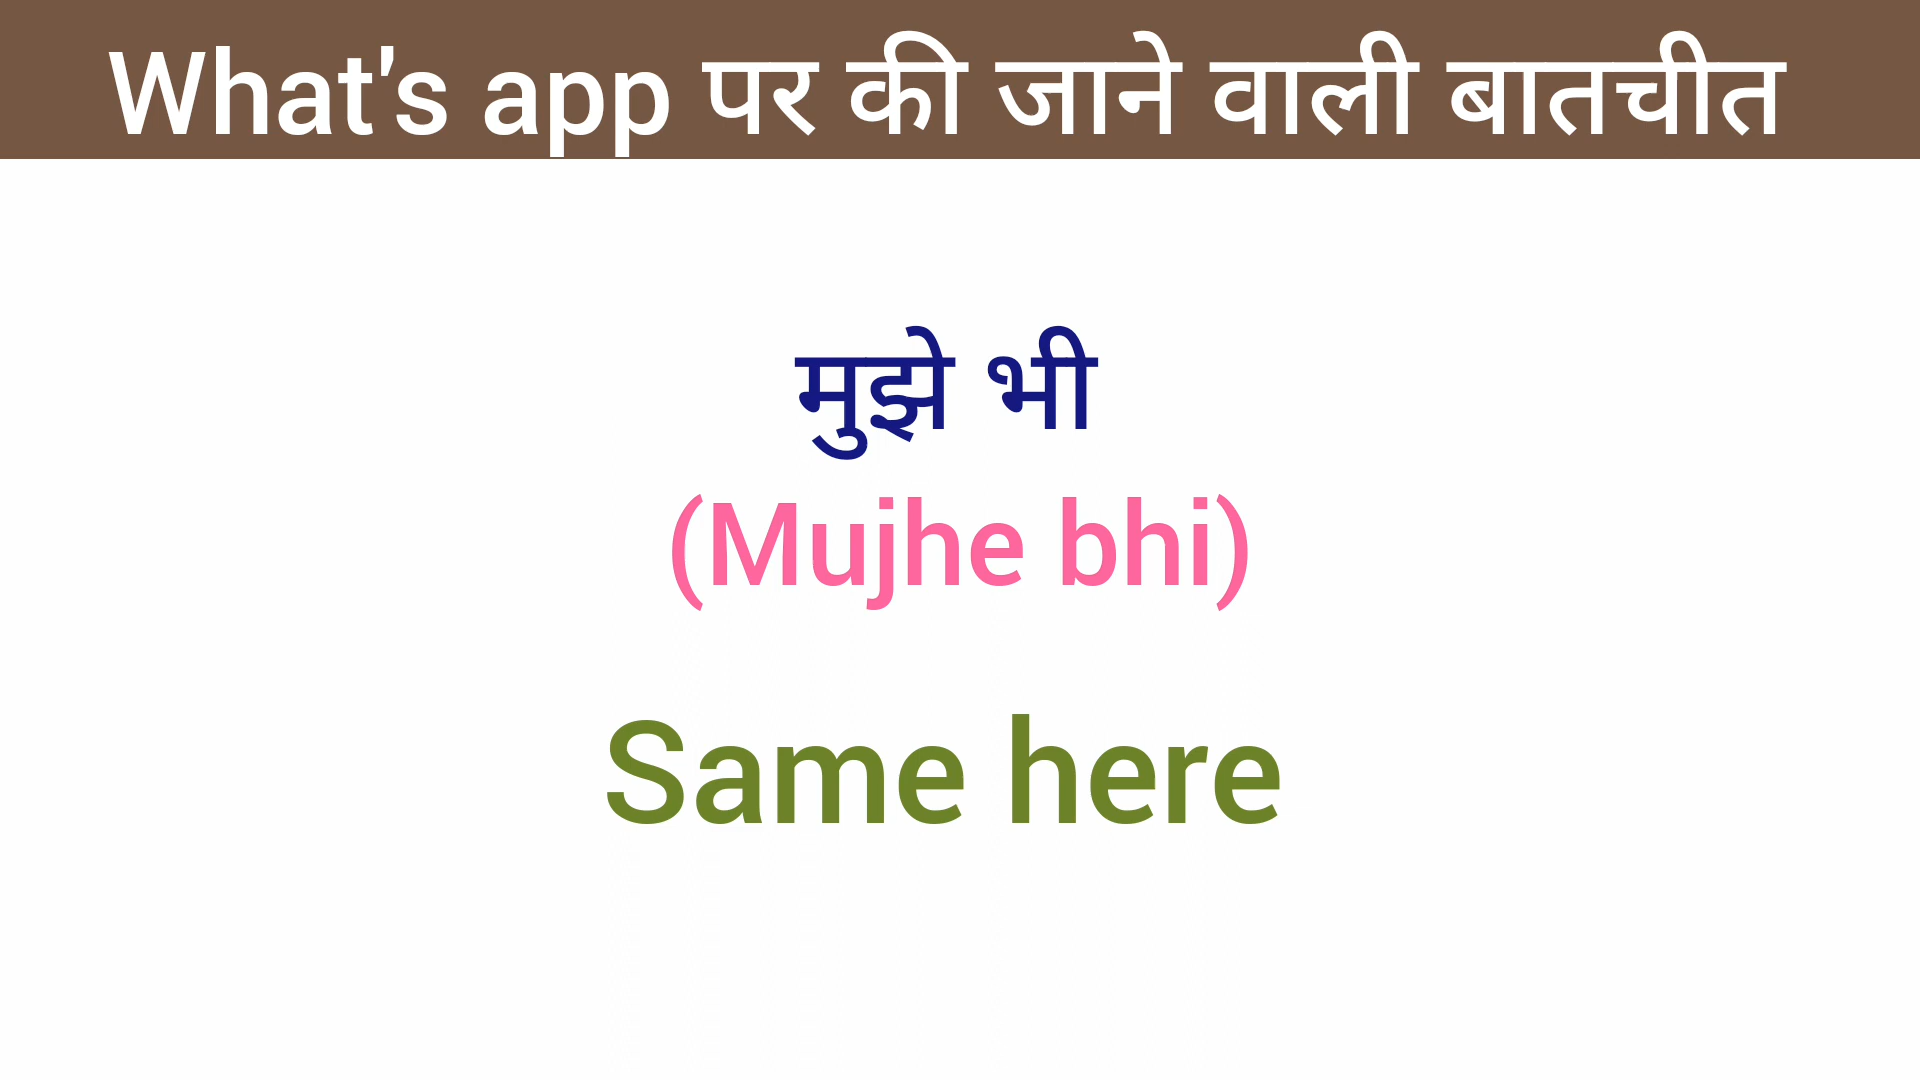 What's app पर की जाने वाली बातचीत
मुझे भी
(Mujhe bhi)
Same here